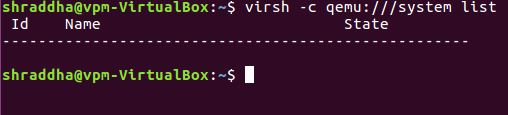 shraddha@vpm-VirtualBox:~$ virsh -c qemu:///system list
 Id    Name                           State
----------------------------------------------------

shraddha@vpm-VirtualBox:~$